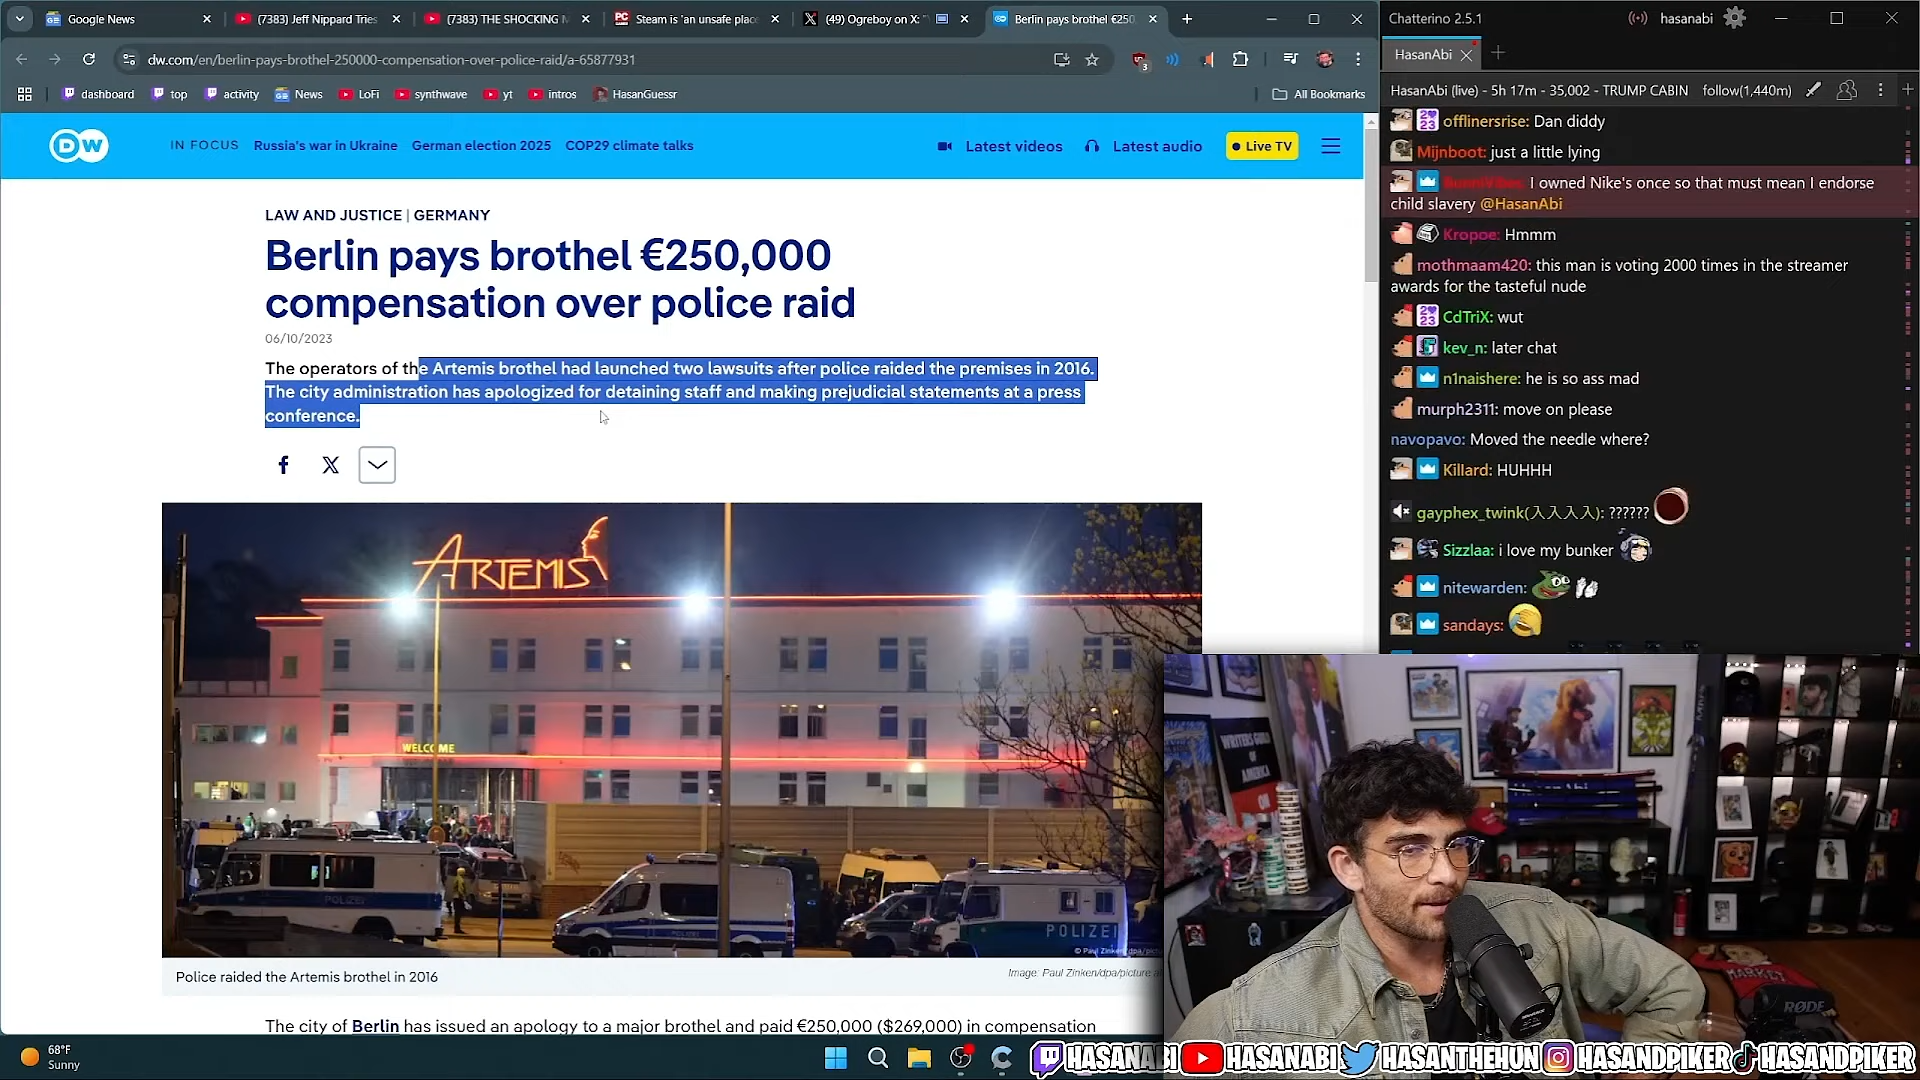 Google News
(7383) Jeff Nippard Tries
(7383) THE SHOCKING
Steam is 'an unsafe place
(49) Ogreboy on X: "
Berlin pays brothel €250
dw.com/en/berlin-pays-brothel-250000-compensation-over-police-raid/a-65877931
3
dashboard
top
activity
News
LoFi
synthwave
yt
intros
HasanGuessr
All Bookmarks
DW
IN FOCUS
Russia's war in Ukraine
German election 2025
COP29 climate talks
Latest videos
Latest audio
Live TV
LAW AND JUSTICE | GERMANY
Berlin pays brothel €250,000
compensation over police raid
06/10/2023
The operators of the Artemis brothel had launched two lawsuits after police raided the premises in 2016.
The city administration has apologized for detaining staff and making prejudicial statements at a press
conference.
ARTEMIS
WELCOME
POLIZEI
POLIZEI
Police raided the Artemis brothel in 2016
Image: Paul Zinken/dpa/picture
The city of Berlin has issued an apology to a major brothel and paid €250,000 ($269,000) in compensation
Chatterino 2.5.1
hasanabi
HasanAbi
HasanAbi (live) - 5h 17m - 35,002 - TRUMP CABIN
follow(1,440m)
offlinersrise: Dan diddy
Mijnboot: just a little lying
I owned Nike's once so that must mean I endorse
child slavery @HasanAbi
Kropoe: Hmmm
mothmaam420: this man is voting 2000 times in the streamer
awards for the tasteful nude
CdTriX: wut
kev_n: later chat
n1naishere: he is so ass mad
murph2311: move on please
navopavo: Moved the needle where?
Killard: HUHHH
gayphex_twink(入入入入): ??????
Sizzlaa: i love my bunker
nitewarden:
sandays:
WRITERS GUILD
OF AMERICA
MARKET
RØDE
68°F
Sunny
HASANABI
HASANABI
HASANTHEHUN
HASANDPIKER
HASANDPIKER